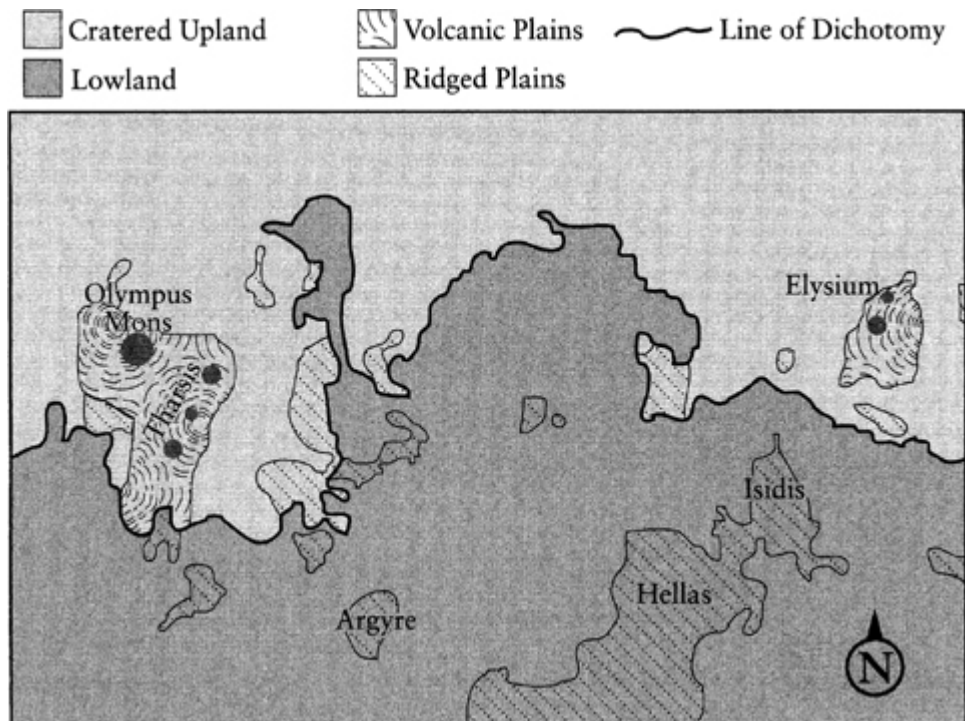 Cratered Upland
Volcanic Plains
Line of Dichotomy
Lowland
Ridged Plains
Olympus
Mons
Elysium
Tharsis
Isidis
Hellas
Argyre
N